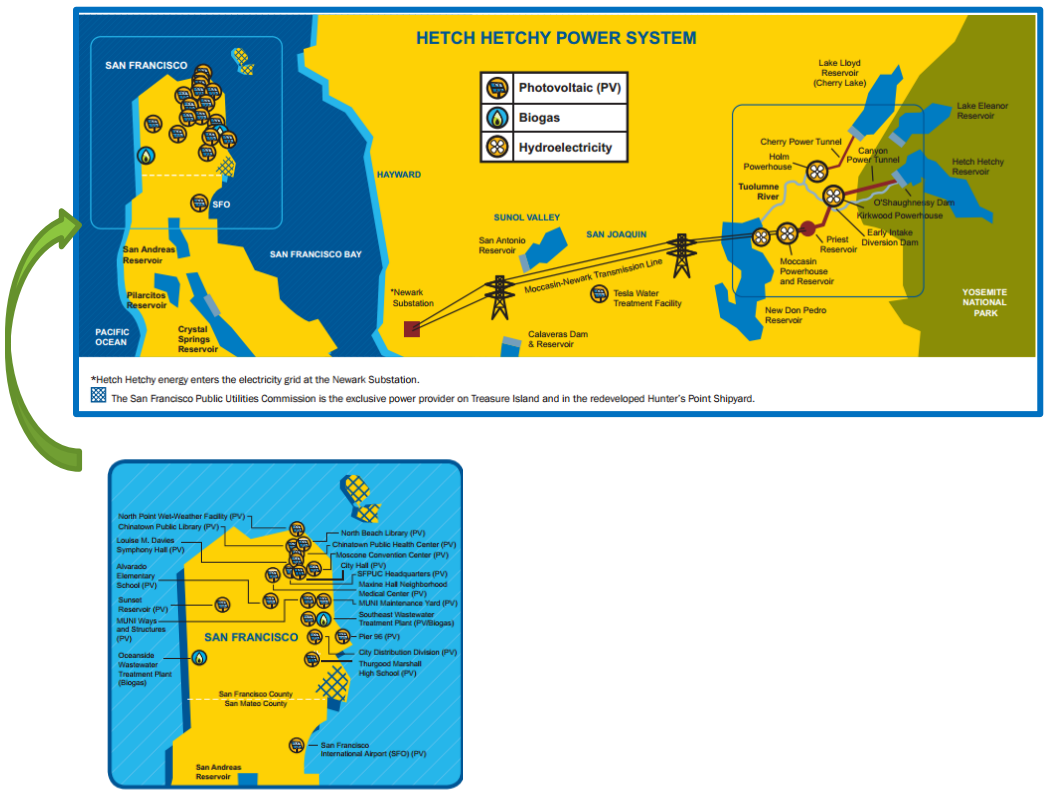 HETCH HETCHY POWER SYSTEM
SAN FRANCISCO
Photovoltaic (PV)
Biogas
Hydroelectricity
Lake Lloyd
Reservoir
(Cherry Lake)
Lake Eleanor
Reservoir
Cherry Power Tunnel
Canyon
Power Tunnel
Holm
Powerhouse
Hetch Hetchy
Reservoir
Tuolumne
River
O'Shaughnessy Dam
Kirkwood Powerhouse
Early Intake
Diversion Dam
Priest
Reservoir
Moccasin
Powerhouse
and Reservoir
New Don Pedro
Reservoir
YOSEMITE
NATIONAL
PARK
HAYWARD
SUNOL VALLEY
San Antonio
Reservoir
SAN JOAQUIN
Moccasin-Newark Transmission Line
Tesla Water
Treatment Facility
*Newark
Substation
Calaveras Dam
& Reservoir
SFO
SAN FRANCISCO BAY
San Andreas
Reservoir
Pilarcitos
Reservoir
Crystal
Springs
Reservoir
PACIFIC
OCEAN
*Hetch Hetchy energy enters the electricity grid at the Newark Substation.
The San Francisco Public Utilities Commission is the exclusive power provider on Treasure Island and in the redeveloped Hunter's Point Shipyard.
North Point Wet-Weather Facility (PV)
Chinatown Public Library (PV)
Louise M. Davies
Symphony Hall (PV)
Alvarado
Elementary
School (PV)
Sunset
Reservoir (PV)
MUNI Ways
and Structures
(PV)
Oceanside
Wastewater
Treatment Plant
(Biogas)
North Beach Library (PV)
Chinatown Public Health Center (PV)
Moscone Convention Center (PV)
City Hall (PV)
SFPUC Headquarters (PV)
Maxine Hall Neighborhood
Medical Center (PV)
MUNI Maintenance Yard (PV)
Southeast Wastewater
Treatment Plant (PV/Biogas)
SAN FRANCISCO
Pier 96 (PV)
City Distribution Division (PV)
Thurgood Marshall
High School (PV)
San Francisco County
San Mateo County
San Francisco
International Airport (SFO) (PV)
San Andreas
Reservoir